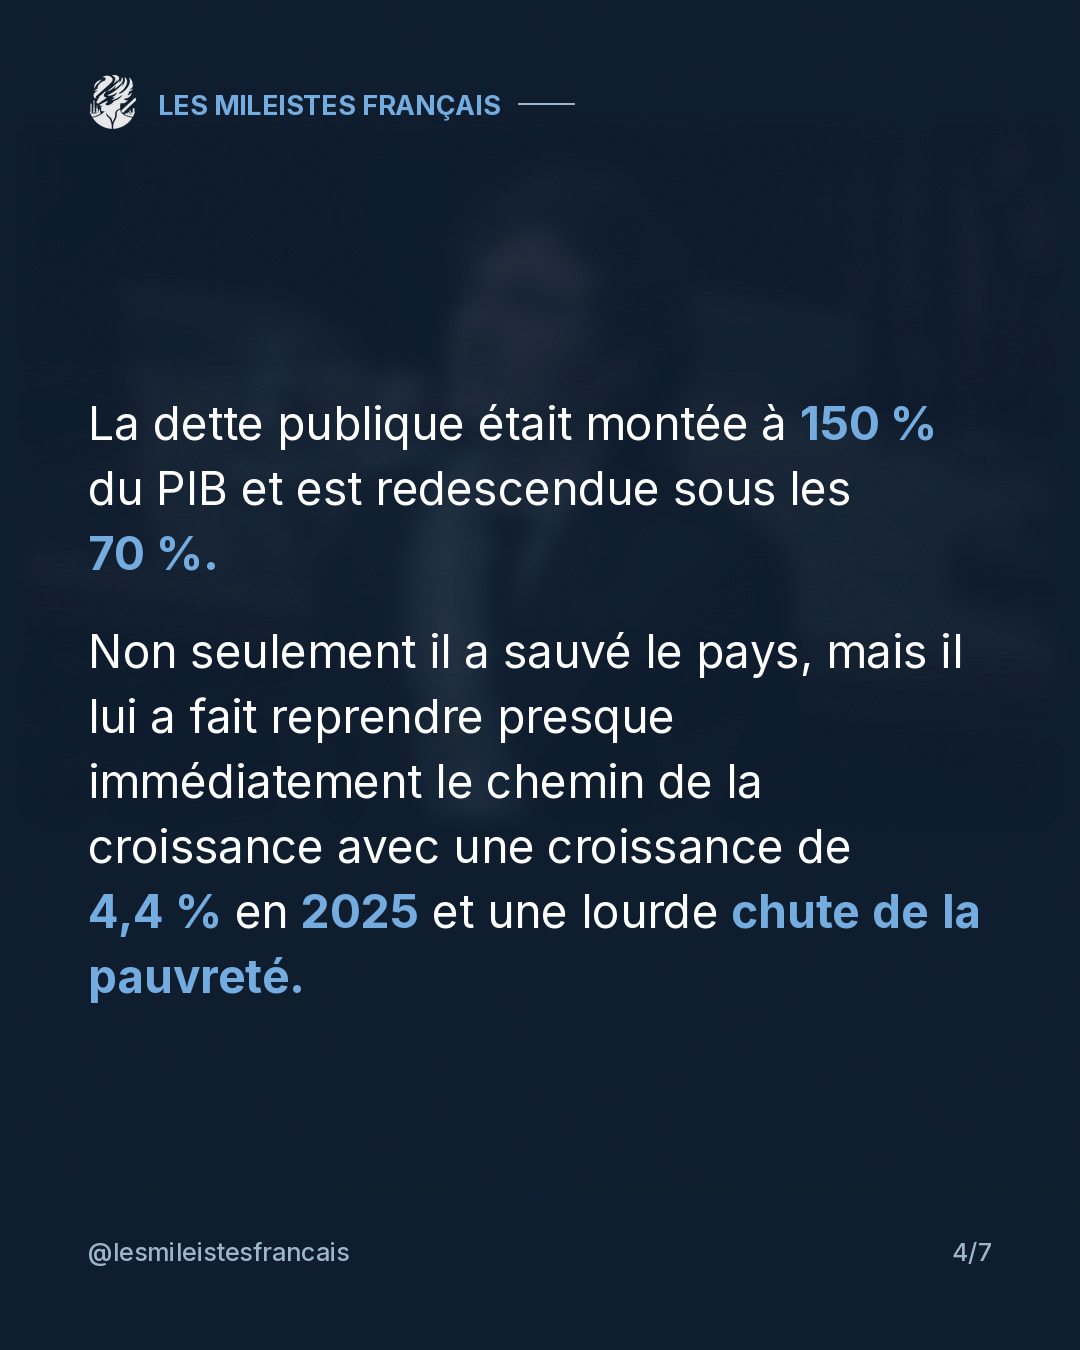 LES MILEISTES FRANÇAIS
La dette publique était montée à 150 %
du PIB et est redescendue sous les
70 %.
Non seulement il a sauvé le pays, mais il
lui a fait reprendre presque
immédiatement le chemin de la
croissance avec une croissance de
4,4 % en 2025 et une lourde chute de la
pauvreté.
@lesmileistesfrancais
4/7